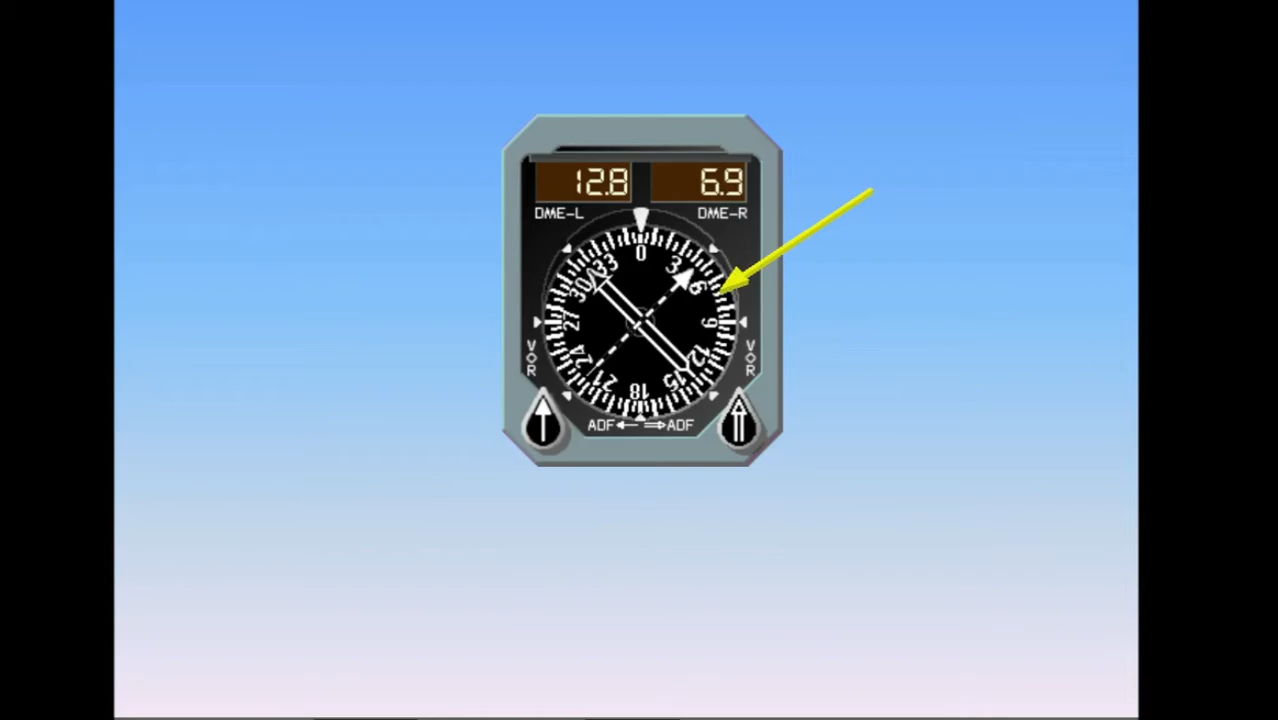 12.8 6.9
DME-L DME-R
0
33 3
30 6
27 9
24 12
21 15
18
VOR VOR
ADF ADF